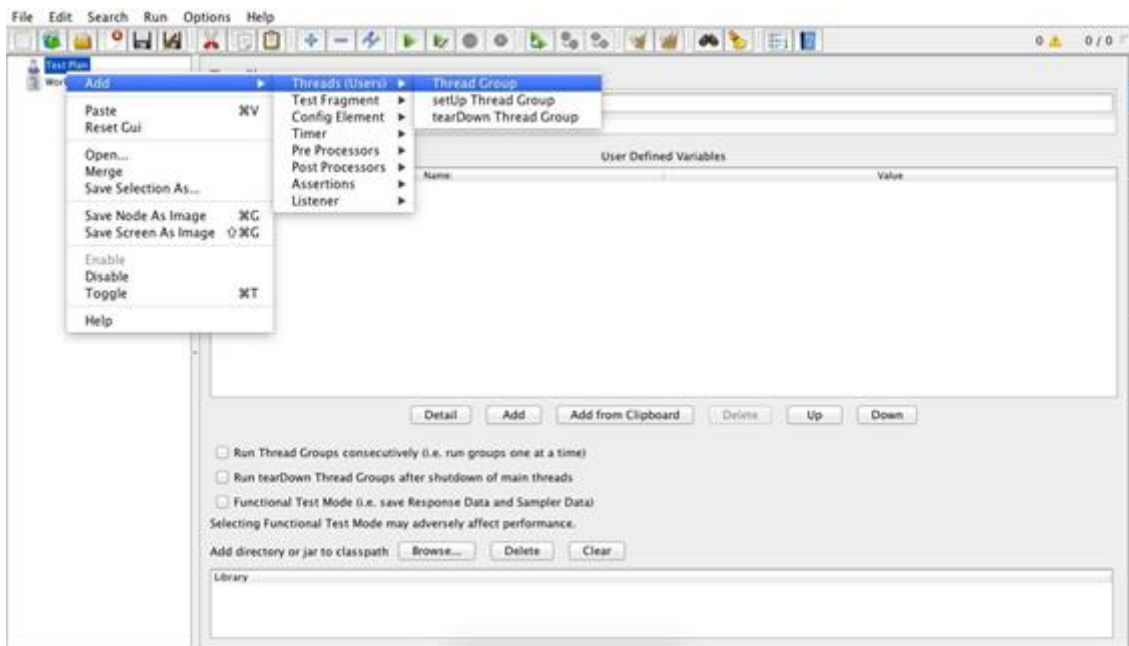 File Edit Search Run Options Help
0 0 / 0
Test Plan
Wor
Add Threads (Users) Thread Group
Test Fragment setUp Thread Group
Paste ⌘V Config Element tearDown Thread Group
Reset Gui Timer
Open... Pre Processors User Defined Variables
Merge Post Processors Name: Value
Save Selection As... Assertions
Listener
Save Node As Image ⌘G
Save Screen As Image ⇧⌘G
Enable
Disable
Toggle ⌘T
Help
Detail Add Add from Clipboard Delete Up Down
Run Thread Groups consecutively (i.e. run groups one at a time)
Run tearDown Thread Groups after shutdown of main threads
Functional Test Mode (i.e. save Response Data and Sampler Data)
Selecting Functional Test Mode may adversely affect performance.
Add directory or jar to classpath Browse... Delete Clear
Library